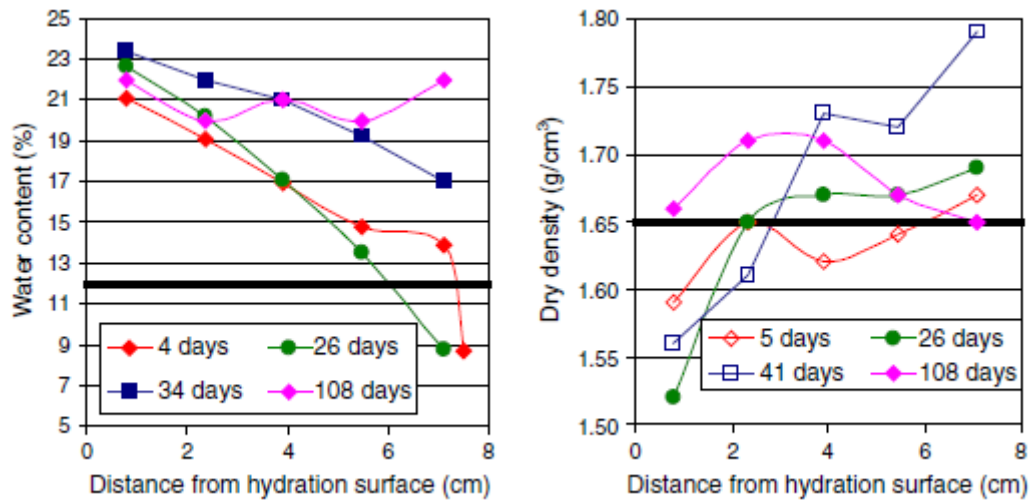 25
23
21
19
17
15
13
11
9
7
5
0
2
4
6
8
Water content (%)
Distance from hydration surface (cm)
4 days
26 days
34 days
108 days
1.80
1.75
1.70
1.65
1.60
1.55
1.50
0
2
4
6
8
Dry density (g/cm³)
Distance from hydration surface (cm)
5 days
26 days
41 days
108 days